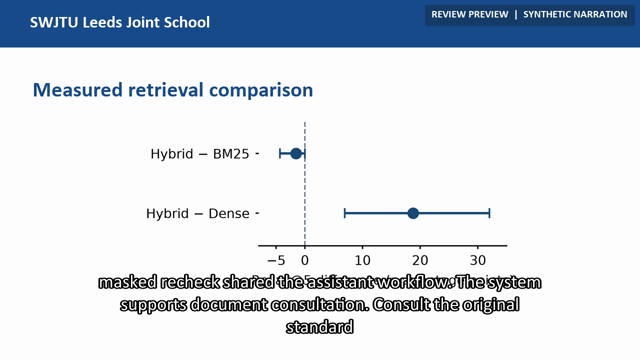 SWJTU Leeds Joint School
REVIEW PREVIEW | SYNTHETIC NARRATION
Measured retrieval comparison
Hybrid − BM25
Hybrid − Dense
−5 0 10 20 30
masked recheck shared the assistant workflow. The system
supports document consultation. Consult the original
standard